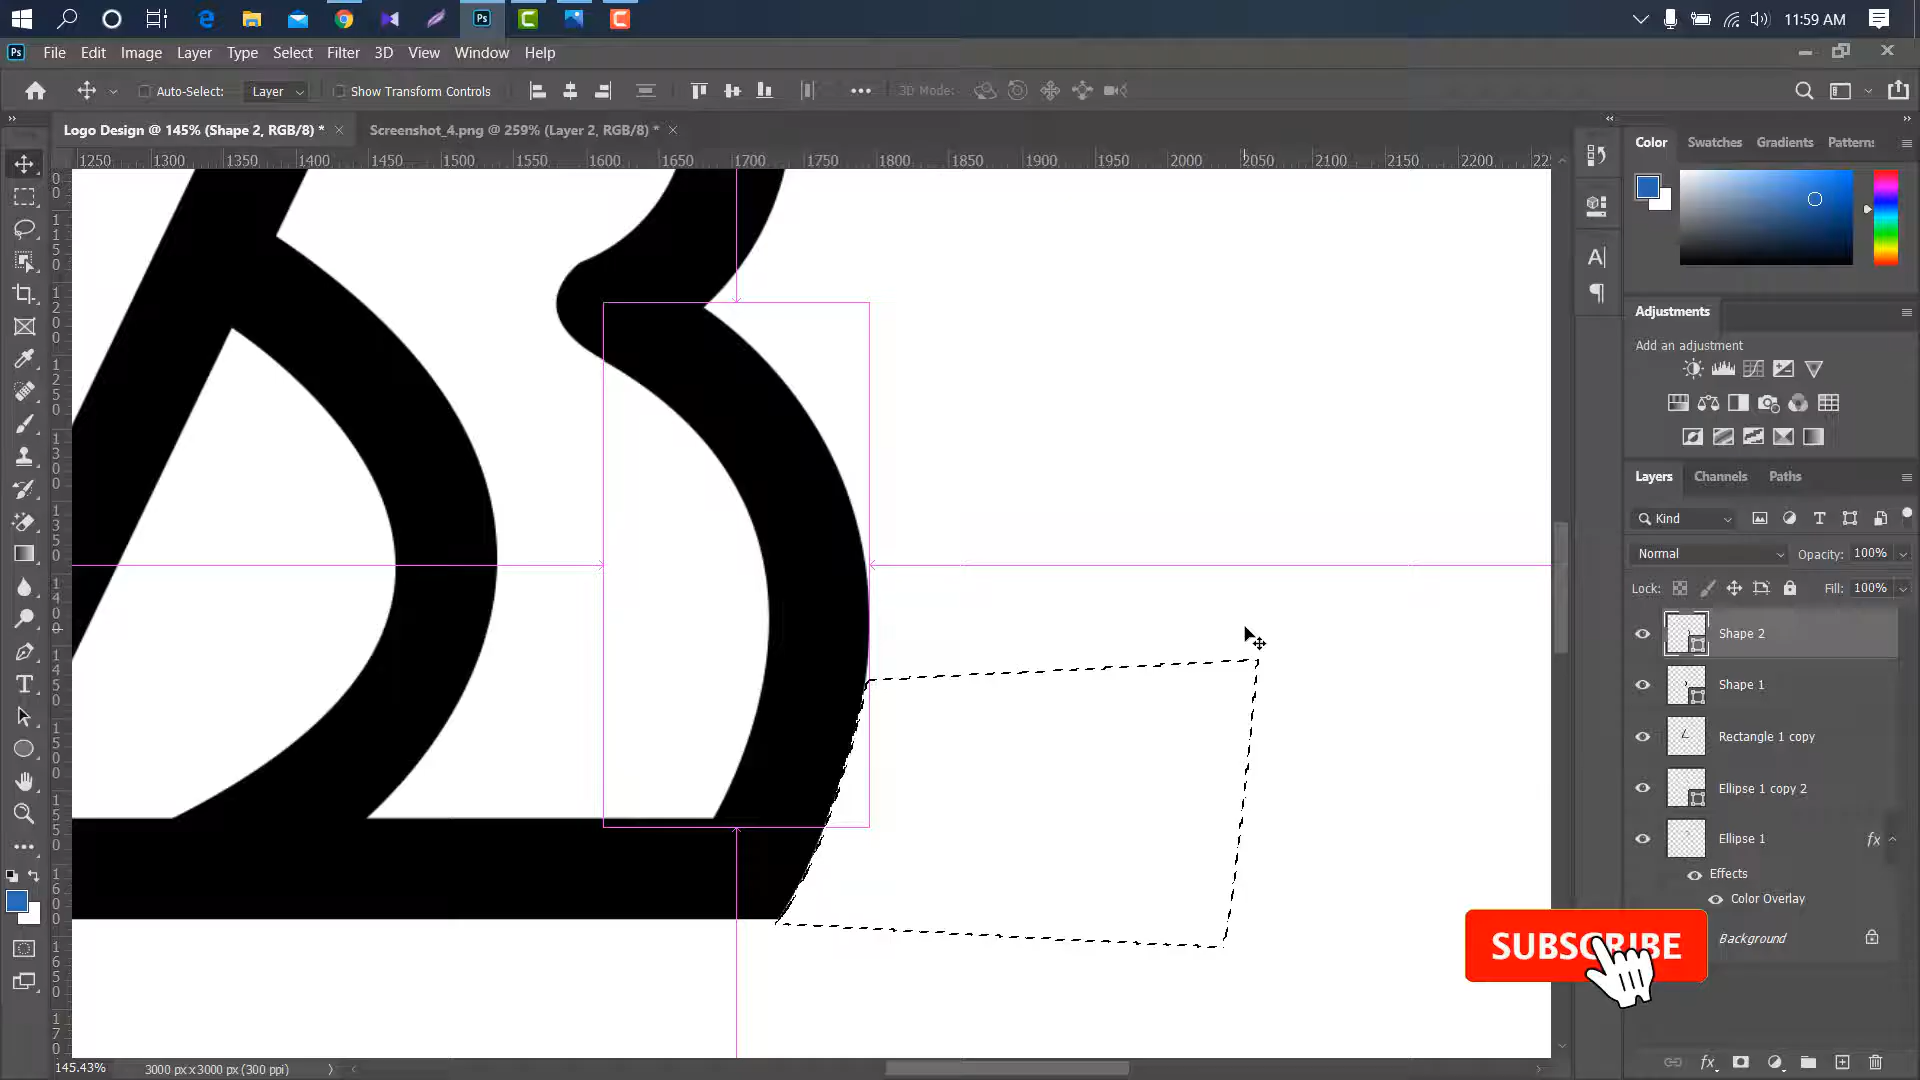 11:59 AM
Ps File Edit Image Layer Type Select Filter 3D View Window Help
Auto-Select: Layer Show Transform Controls 3D Mode:
Logo Design @ 145% (Shape 2, RGB/8) * × Screenshot_4.png @ 259% (Layer 2, RGB/8) * ×
1250 1300 1350 1400 1450 1500 1550 1600 1650 1700 1750 1800 1850 1900 1950 2000 2050 2100 2150 2200
Color Swatches Gradients Patterns
Adjustments
Add an adjustment
Layers Channels Paths
Kind
Normal Opacity: 100%
Lock: Fill: 100%
Shape 2
Shape 1
Rectangle 1 copy
Ellipse 1 copy 2
Ellipse 1 fx
Effects
Color Overlay
Background
SUBSCRIBE
145.43% 3000 px x 3000 px (300 ppi)